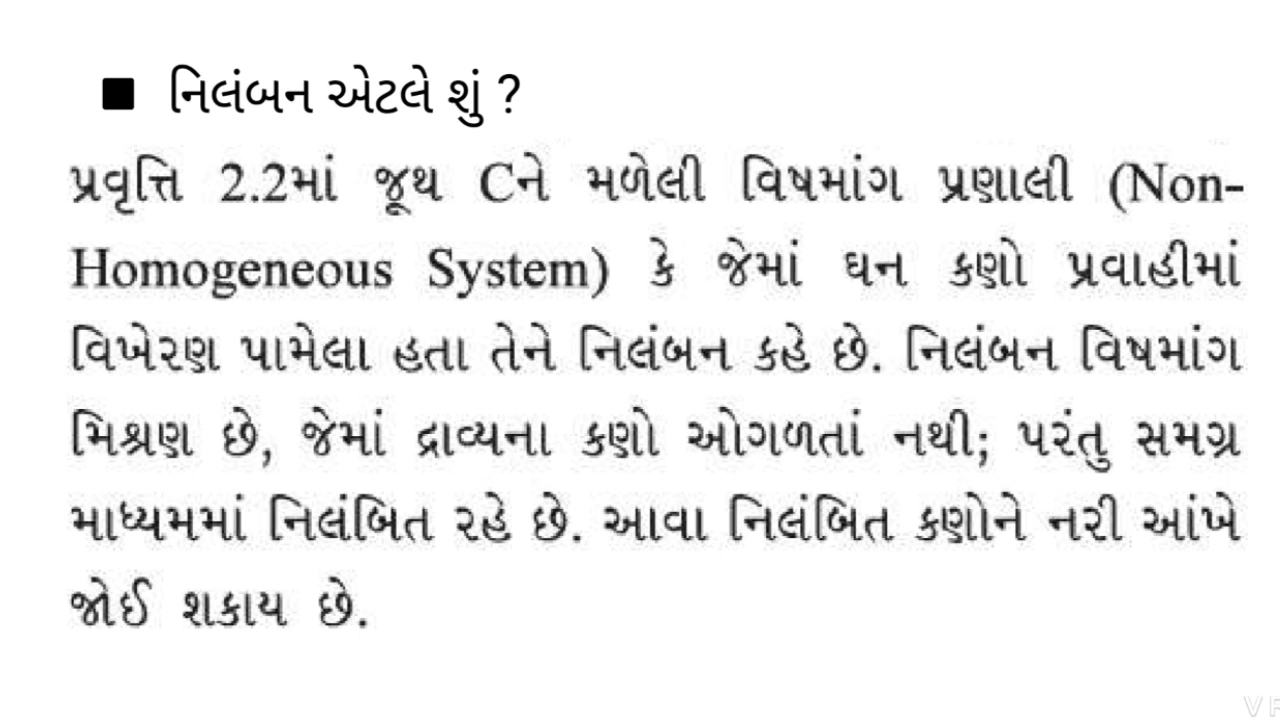 ■ નિલંબન એટલે શું ?
પ્રવૃત્તિ 2.2માં જૂથ Cને મળેલી વિષમાંગ પ્રણાલી (Non-
Homogeneous System) કે જેમાં ઘન કણો પ્રવાહીમાં
વિખેરણ પામેલા હતા તેને નિલંબન કહે છે. નિલંબન વિષમાંગ
મિશ્રણ છે, જેમાં દ્રાવ્યના કણો ઓગળતાં નથી; પરંતુ સમગ્ર
માધ્યમમાં નિલંબિત રહે છે. આવા નિલંબિત કણોને નરી આંખે
જોઈ શકાય છે.